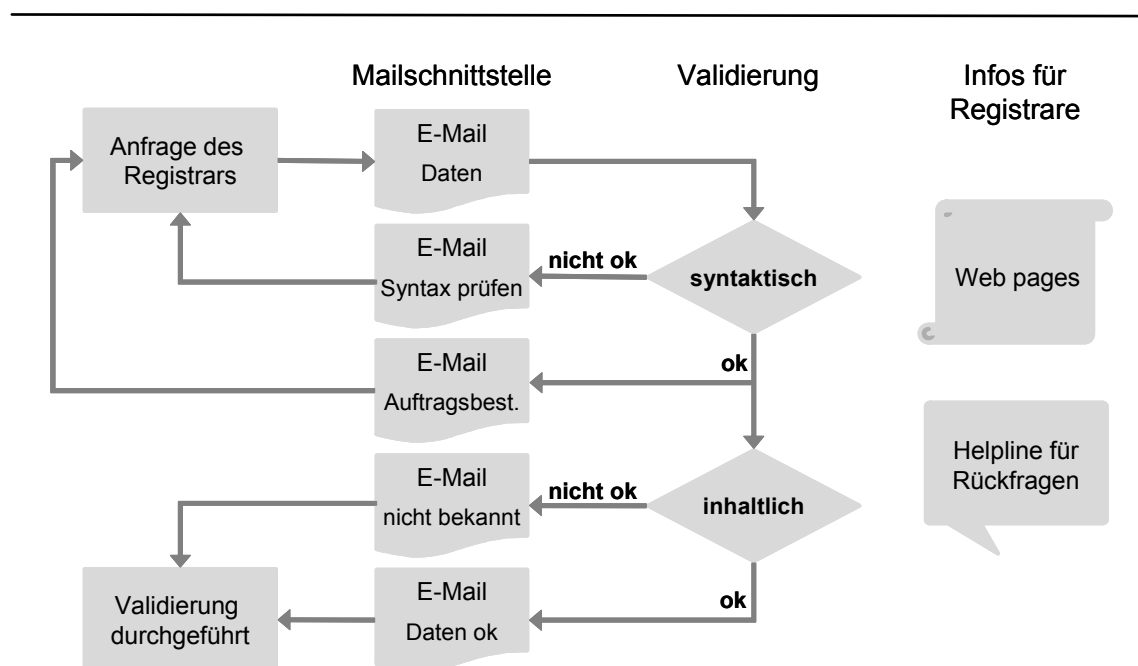 Mailschnittstelle
Validierung
Infos für
Registrare
Anfrage des
Registrars
E-Mail
Daten
E-Mail
Syntax prüfen
nicht ok
syntaktisch
Web pages
E-Mail
Auftragsbest.
ok
E-Mail
nicht bekannt
nicht ok
inhaltlich
Helpline für
Rückfragen
Validierung
durchgeführt
E-Mail
Daten ok
ok